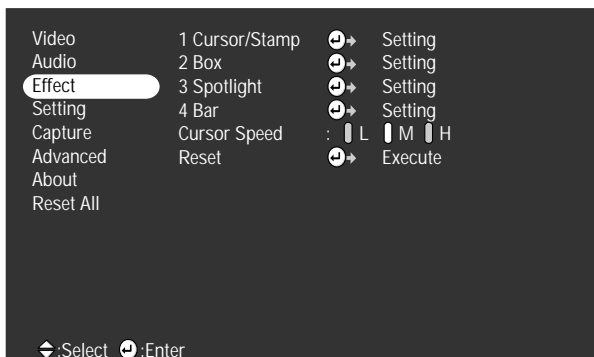 Video 1 Cursor/Stamp Setting
Audio 2 Box Setting
Effect 3 Spotlight Setting
Setting 4 Bar Setting
Capture Cursor Speed : L M H
Advanced Reset Execute
About
Reset All
:Select :Enter